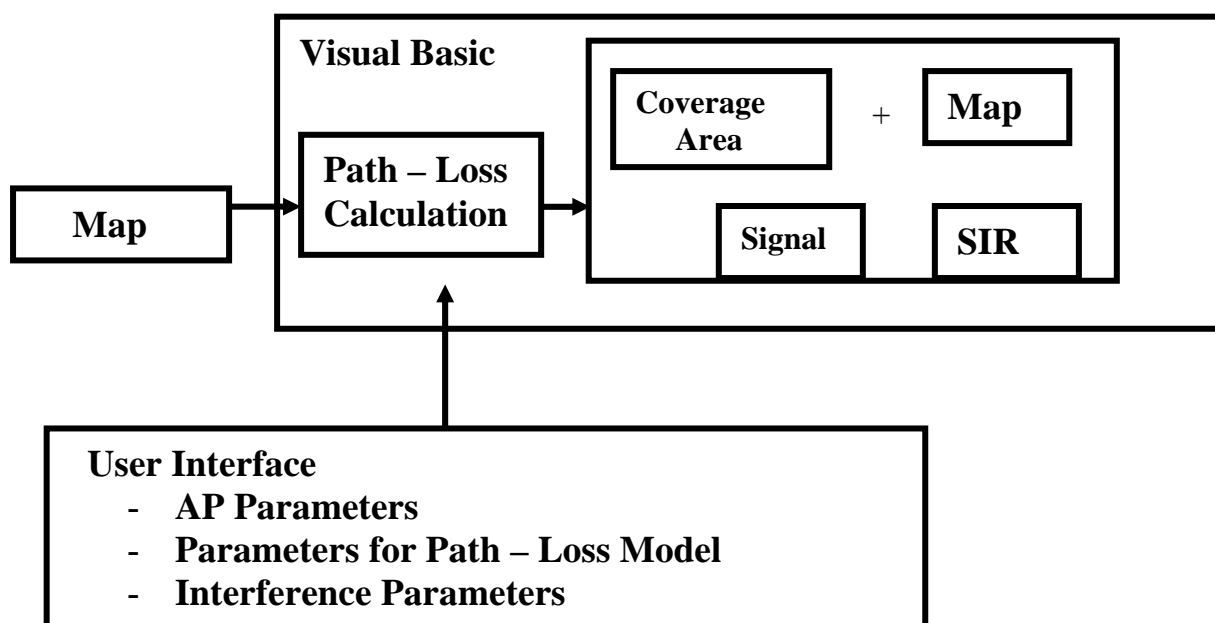 Visual Basic
Coverage
Area
+
Map
Path – Loss
Calculation
Map
Signal
SIR
User Interface
- AP Parameters
- Parameters for Path – Loss Model
- Interference Parameters